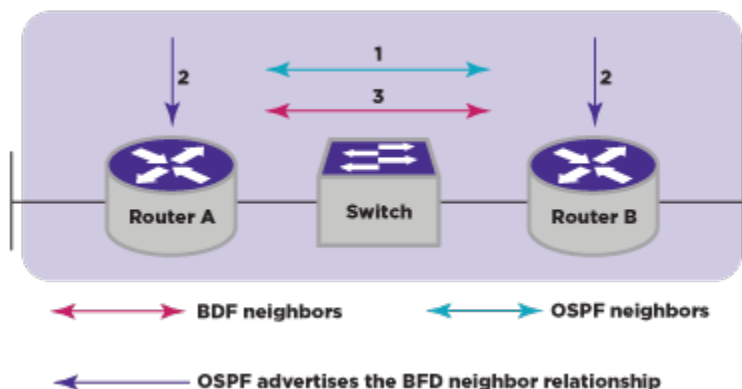 1
2
2
3
Router A
Switch
Router B
BDF neighbors
OSPF neighbors
OSPF advertises the BFD neighbor relationship